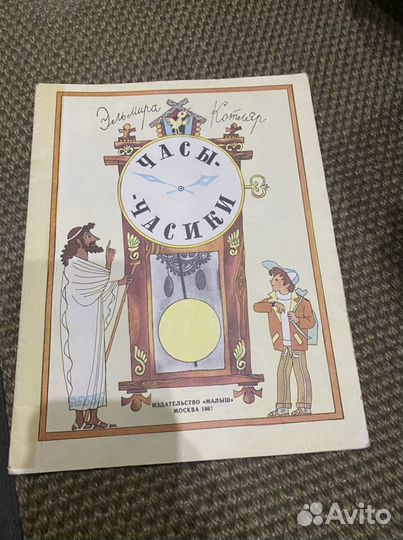 Эльмира Котляр
ЧАСЫ-
-ЧАСИКИ
ИЗДАТЕЛЬСТВО «МАЛЫШ»
МОСКВА 1987
Avito